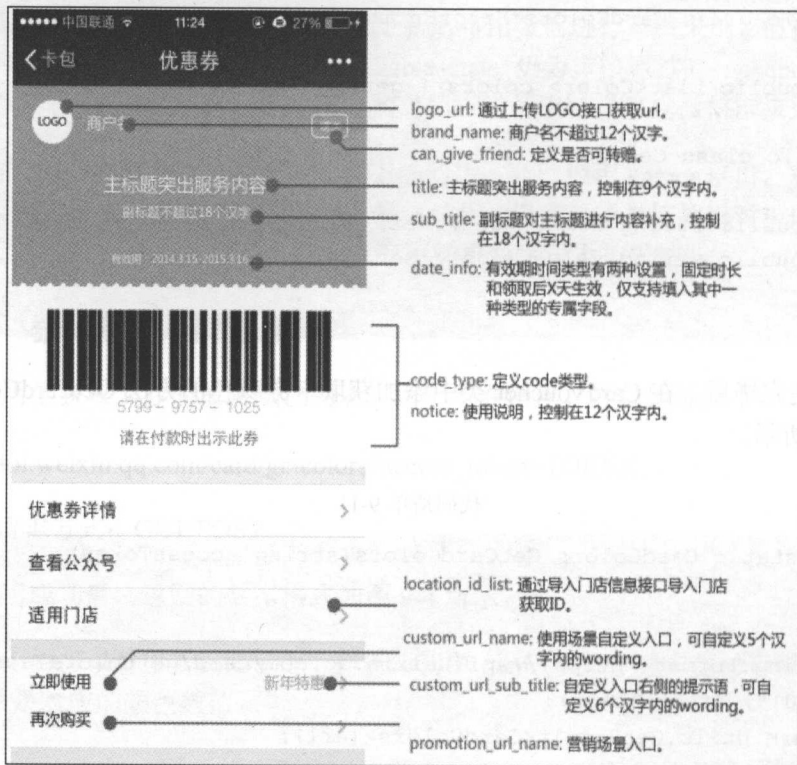 中国联通 11:24 27%
卡包 优惠券
LOGO 商户名
主标题突出服务内容
副标题不超过18个汉字
有效期：2014.3.15-2015.3.16
5799 - 9757 - 1025
请在付款时出示此券
优惠券详情
查看公众号
适用门店
立即使用 新年特惠
再次购买
logo_url: 通过上传LOGO接口获取url。
brand_name: 商户名不超过12个汉字。
can_give_friend: 定义是否可转赠。
title: 主标题突出服务内容，控制在9个汉字内。
sub_title: 副标题对主标题进行内容补充，控制
在18个汉字内。
date_info: 有效期时间类型有两种设置，固定时长
和领取后X天生效，仅支持填入其中一
种类型的专属字段。
code_type: 定义code类型。
notice: 使用说明，控制在12个汉字内。
location_id_list: 通过导入门店信息接口导入门店
获取ID。
custom_url_name: 使用场景自定义入口，可自定义5个汉
字内的wording。
custom_url_sub_title: 自定义入口右侧的提示语，可自
定义6个汉字内的wording。
promotion_url_name: 营销场景入口。